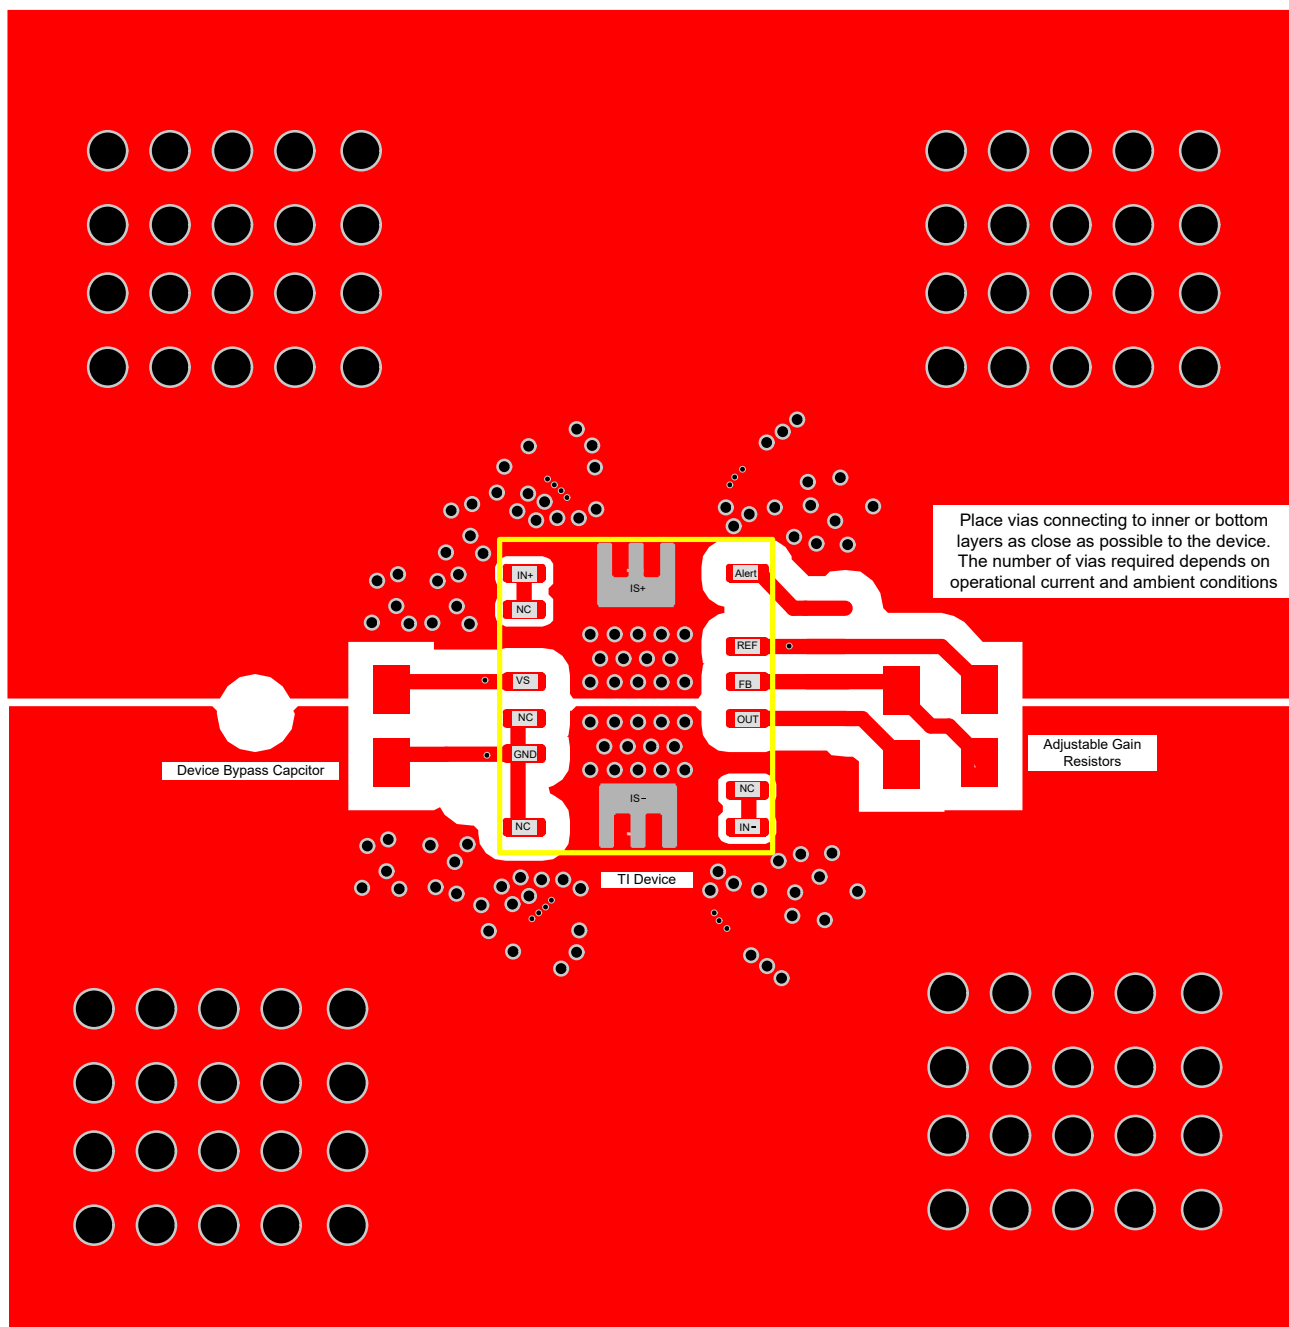 Place vias connecting to inner or bottom
layers as close as possible to the device.
The number of vias required depends on
operational current and ambient conditions
IN+
IS+
Alert
NC
REF
VS
FB
NC
OUT
GND
Adjustable Gain
Resistors
Device Bypass Capcitor
NC
IS−
NC
IN−
TI Device